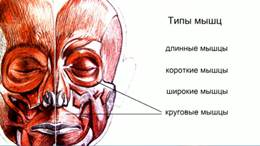 Типы мышц
длинные мышцы
короткие мышцы
широкие мышцы
круговые мышцы